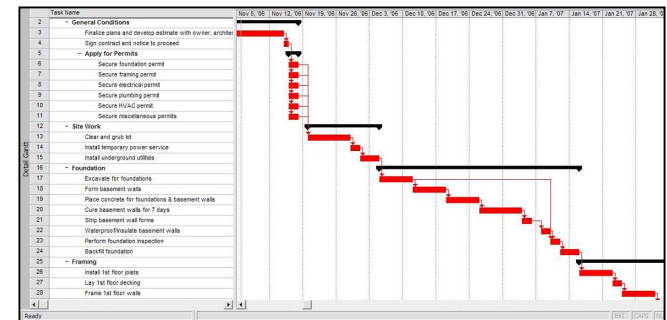 Task Name
Nov 5, '06 Nov 12, '06 Nov 19, '06 Nov 26, '06 Dec 3, '06 Dec 10, '06 Dec 17, '06 Dec 24, '06 Dec 31, '06 Jan 7, '07 Jan 14, '07 Jan 21, '07 Jan 28, '0
2 - General Conditions
3 Finalize plans and develop estimate with owner, architec
4 Sign contract and notice to proceed
5 - Apply for Permits
6 Secure foundation permit
7 Secure framing permit
8 Secure electrical permit
9 Secure plumbing permit
10 Secure HVAC permit
11 Secure miscellaneous permits
12 - Site Work
13 Clear and grub lot
14 Install temporary power service
15 Install underground utilities
16 - Foundation
17 Excavate for foundations
18 Form basement walls
19 Place concrete for foundations & basement walls
20 Cure basement walls for 7 days
21 Strip basement wall forms
22 Waterproof/insulate basement walls
23 Perform foundation inspection
24 Backfill foundation
25 - Framing
26 Install 1st floor joists
27 Lay 1st floor decking
28 Frame 1st floor walls
Detail Gantt
Ready
EXT CAPS